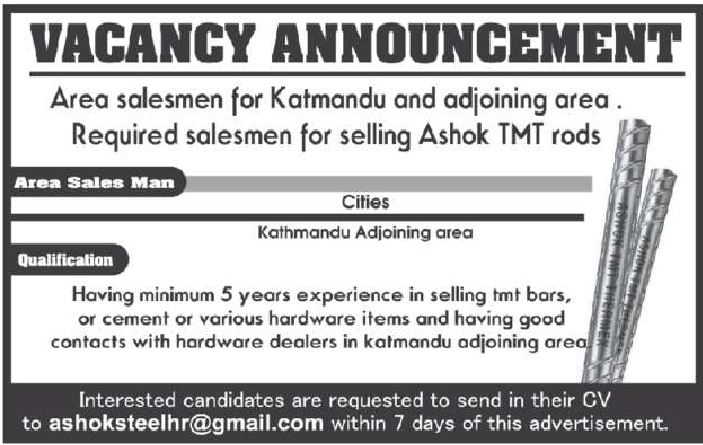 VACANCY ANNOUNCEMENT
Area salesmen for Katmandu and adjoining area .
Required salesmen for selling Ashok TMT rods
Area Sales Man
Cities
Kathmandu Adjoining area
Qualification
Having minimum 5 years experience in selling tmt bars,
or cement or various hardware items and having good
contacts with hardware dealers in katmandu adjoining area
Interested candidates are requested to send in their CV
to ashoksteelhr@gmail.com within 7 days of this advertisement.